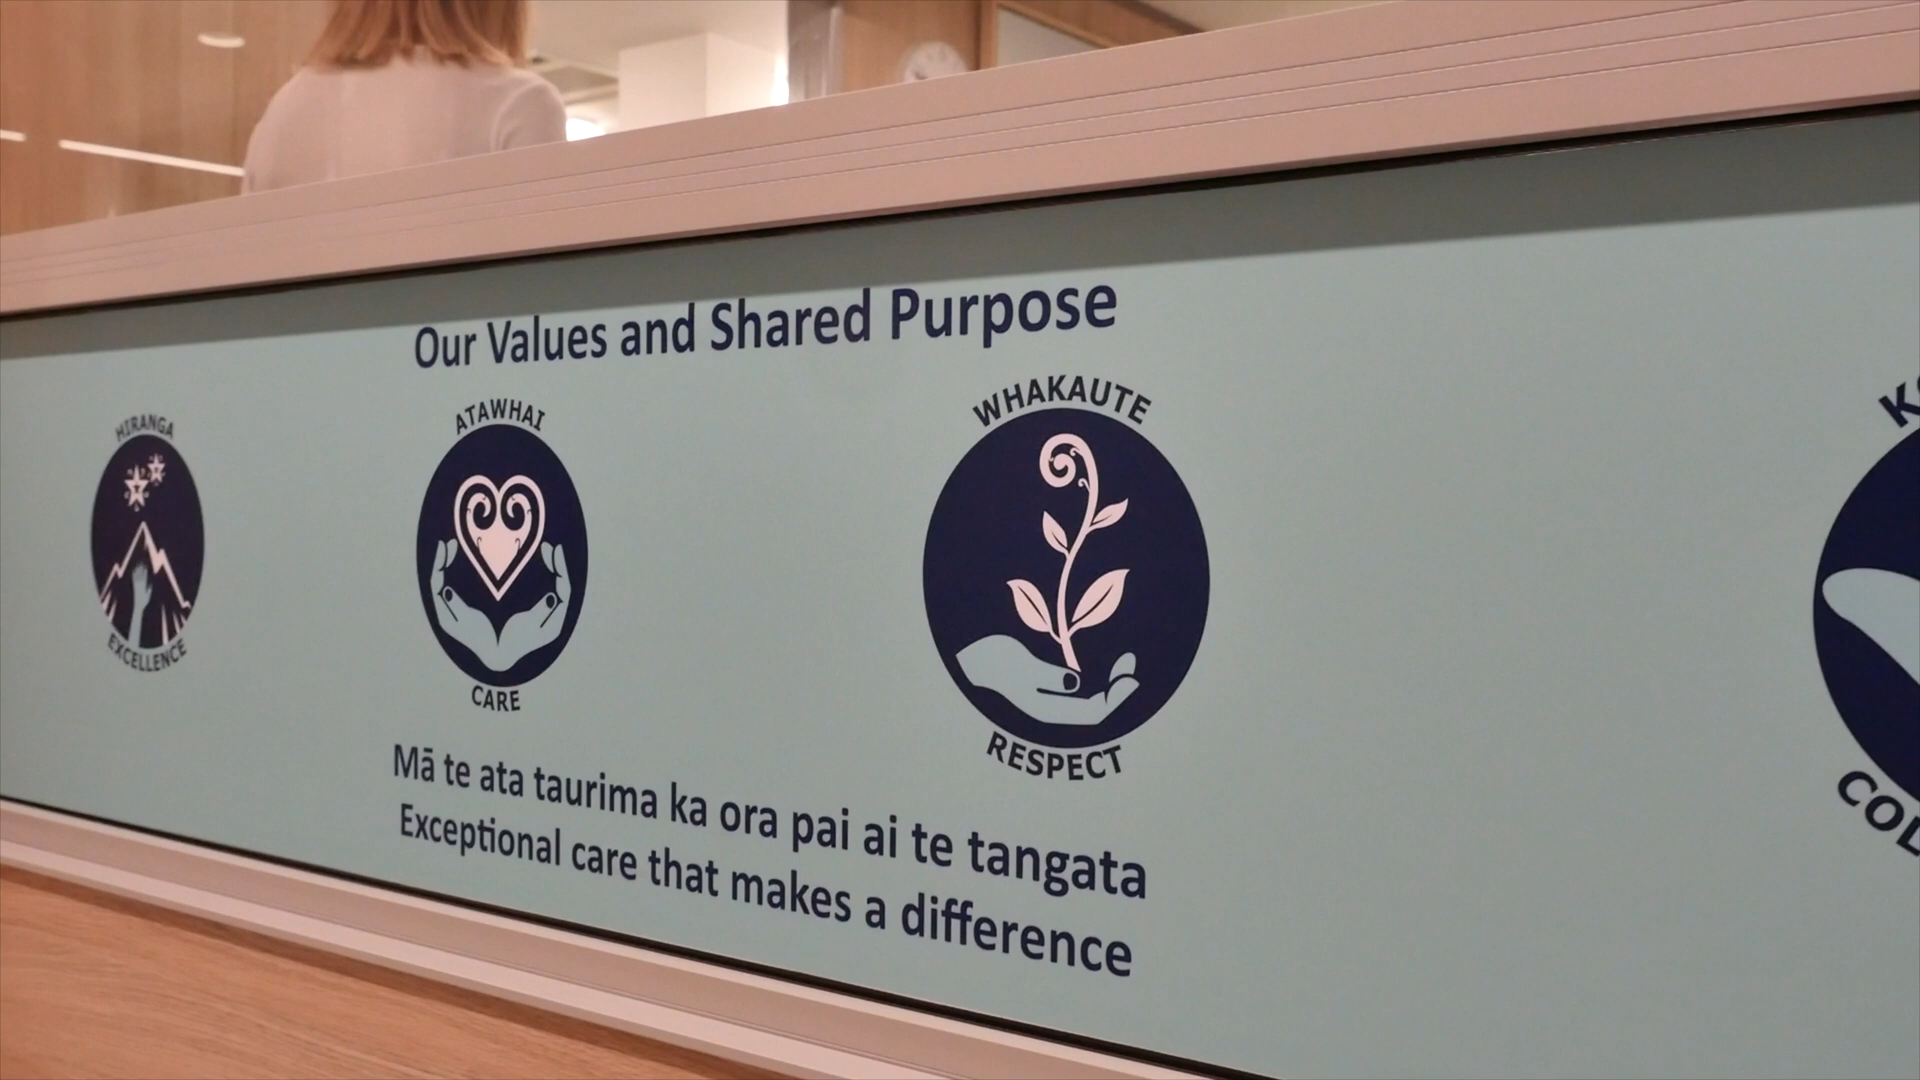 Our Values and Shared Purpose
HIRANGA
EXCELLENCE
ATAWHAI
CARE
WHAKAUTE
RESPECT
Mā te ata taurima ka ora pai ai te tangata
Exceptional care that makes a difference